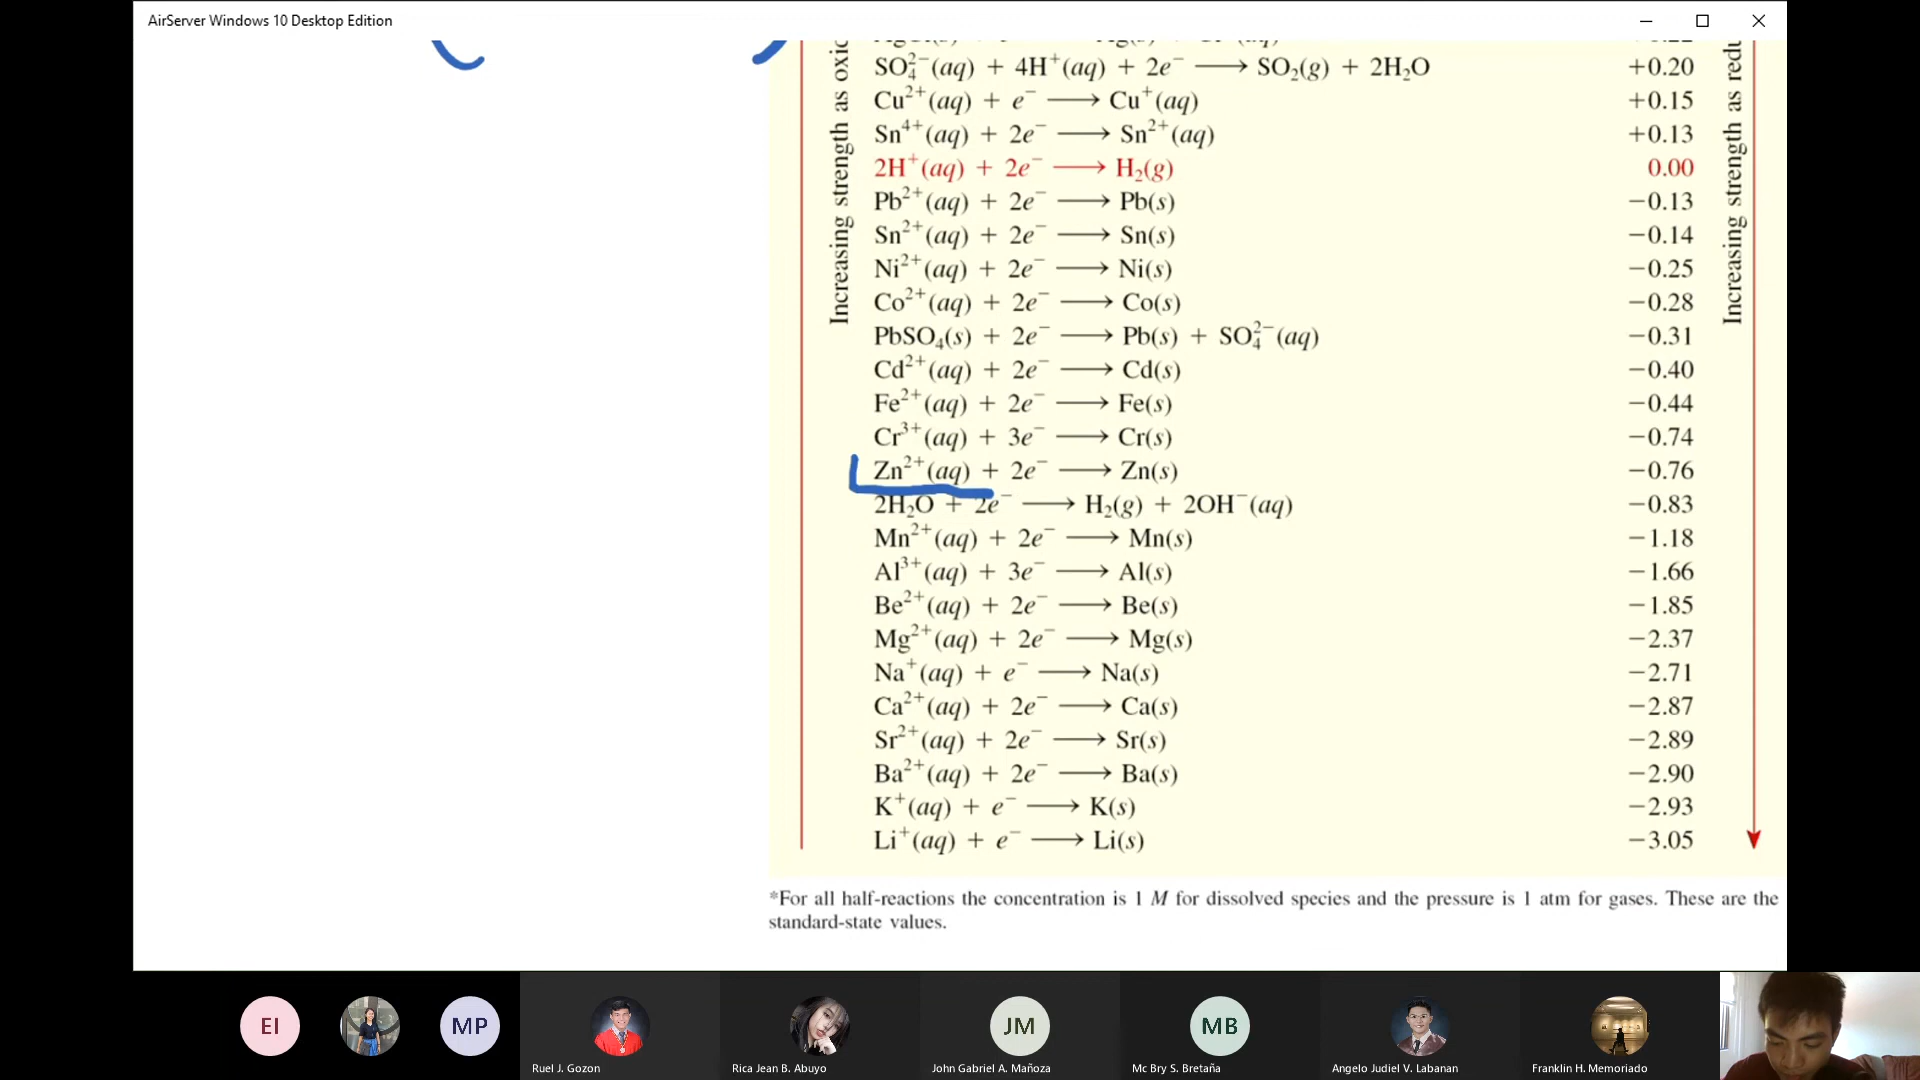 AirServer Windows 10 Desktop Edition
SO₄²⁻(aq) + 4H⁺(aq) + 2e⁻ ⟶ SO₂(g) + 2H₂O +0.20
Cu²⁺(aq) + e⁻ ⟶ Cu⁺(aq) +0.15
Sn⁴⁺(aq) + 2e⁻ ⟶ Sn²⁺(aq) +0.13
2H⁺(aq) + 2e⁻ ⟶ H₂(g) 0.00
Pb²⁺(aq) + 2e⁻ ⟶ Pb(s) −0.13
Sn²⁺(aq) + 2e⁻ ⟶ Sn(s) −0.14
Ni²⁺(aq) + 2e⁻ ⟶ Ni(s) −0.25
Co²⁺(aq) + 2e⁻ ⟶ Co(s) −0.28
PbSO₄(s) + 2e⁻ ⟶ Pb(s) + SO₄²⁻(aq) −0.31
Cd²⁺(aq) + 2e⁻ ⟶ Cd(s) −0.40
Fe²⁺(aq) + 2e⁻ ⟶ Fe(s) −0.44
Cr³⁺(aq) + 3e⁻ ⟶ Cr(s) −0.74
Zn²⁺(aq) + 2e⁻ ⟶ Zn(s) −0.76
2H₂O + 2e⁻ ⟶ H₂(g) + 2OH⁻(aq) −0.83
Mn²⁺(aq) + 2e⁻ ⟶ Mn(s) −1.18
Al³⁺(aq) + 3e⁻ ⟶ Al(s) −1.66
Be²⁺(aq) + 2e⁻ ⟶ Be(s) −1.85
Mg²⁺(aq) + 2e⁻ ⟶ Mg(s) −2.37
Na⁺(aq) + e⁻ ⟶ Na(s) −2.71
Ca²⁺(aq) + 2e⁻ ⟶ Ca(s) −2.87
Sr²⁺(aq) + 2e⁻ ⟶ Sr(s) −2.89
Ba²⁺(aq) + 2e⁻ ⟶ Ba(s) −2.90
K⁺(aq) + e⁻ ⟶ K(s) −2.93
Li⁺(aq) + e⁻ ⟶ Li(s) −3.05
Increasing strength as
Increasing strength as
*For all half-reactions the concentration is 1 M for dissolved species and the pressure is 1 atm for gases. These are the
standard-state values.
EI
MP
JM
MB
Ruel J. Gozon
Rica Jean B. Abuyo
John Gabriel A. Mañoza
Mc Bry S. Bretaña
Angelo Judiel V. Labanan
Franklin H. Memoriado